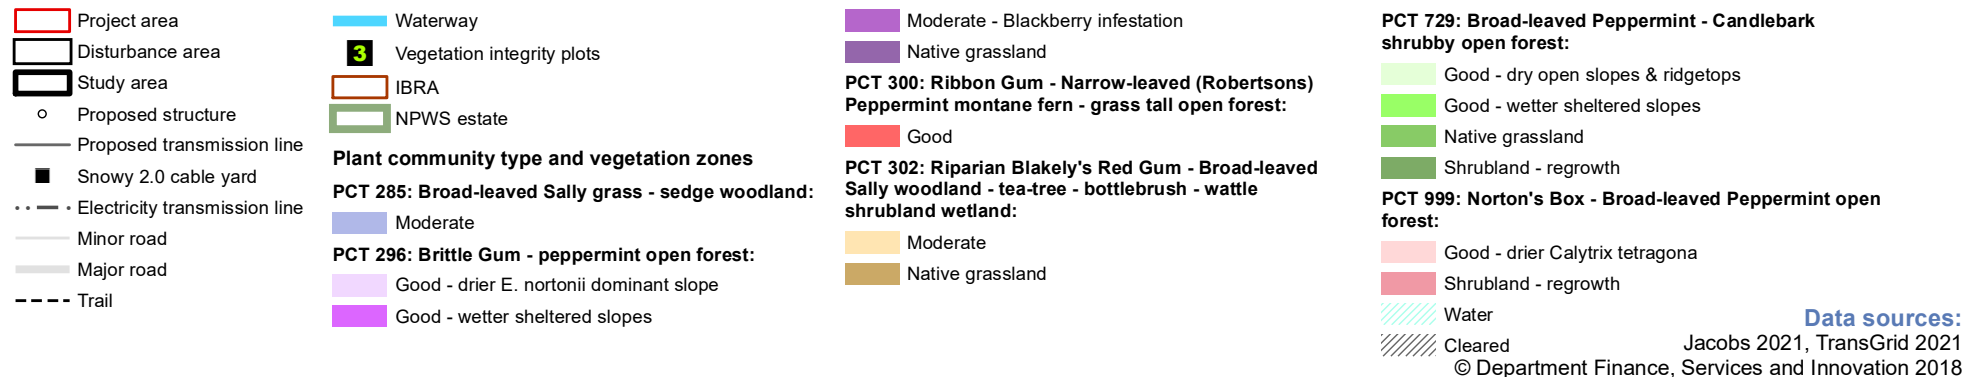 Project area
Disturbance area
Study area
Proposed structure
Proposed transmission line
Snowy 2.0 cable yard
Electricity transmission line
Minor road
Major road
Trail
Waterway
3
Vegetation integrity plots
IBRA
NPWS estate
Plant community type and vegetation zones
PCT 285: Broad-leaved Sally grass - sedge woodland:
Moderate
PCT 296: Brittle Gum - peppermint open forest:
Good - drier E. nortonii dominant slope
Good - wetter sheltered slopes
Moderate - Blackberry infestation
Native grassland
PCT 300: Ribbon Gum - Narrow-leaved (Robertsons)
Peppermint montane fern - grass tall open forest:
Good
PCT 302: Riparian Blakely's Red Gum - Broad-leaved
Sally woodland - tea-tree - bottlebrush - wattle
shrubland wetland:
Moderate
Native grassland
PCT 729: Broad-leaved Peppermint - Candlebark
shrubby open forest:
Good - dry open slopes & ridgetops
Good - wetter sheltered slopes
Native grassland
Shrubland - regrowth
PCT 999: Norton's Box - Broad-leaved Peppermint open
forest:
Good - drier Calytrix tetragona
Shrubland - regrowth
Water
Cleared
Data sources:
Jacobs 2021, TransGrid 2021
© Department Finance, Services and Innovation 2018